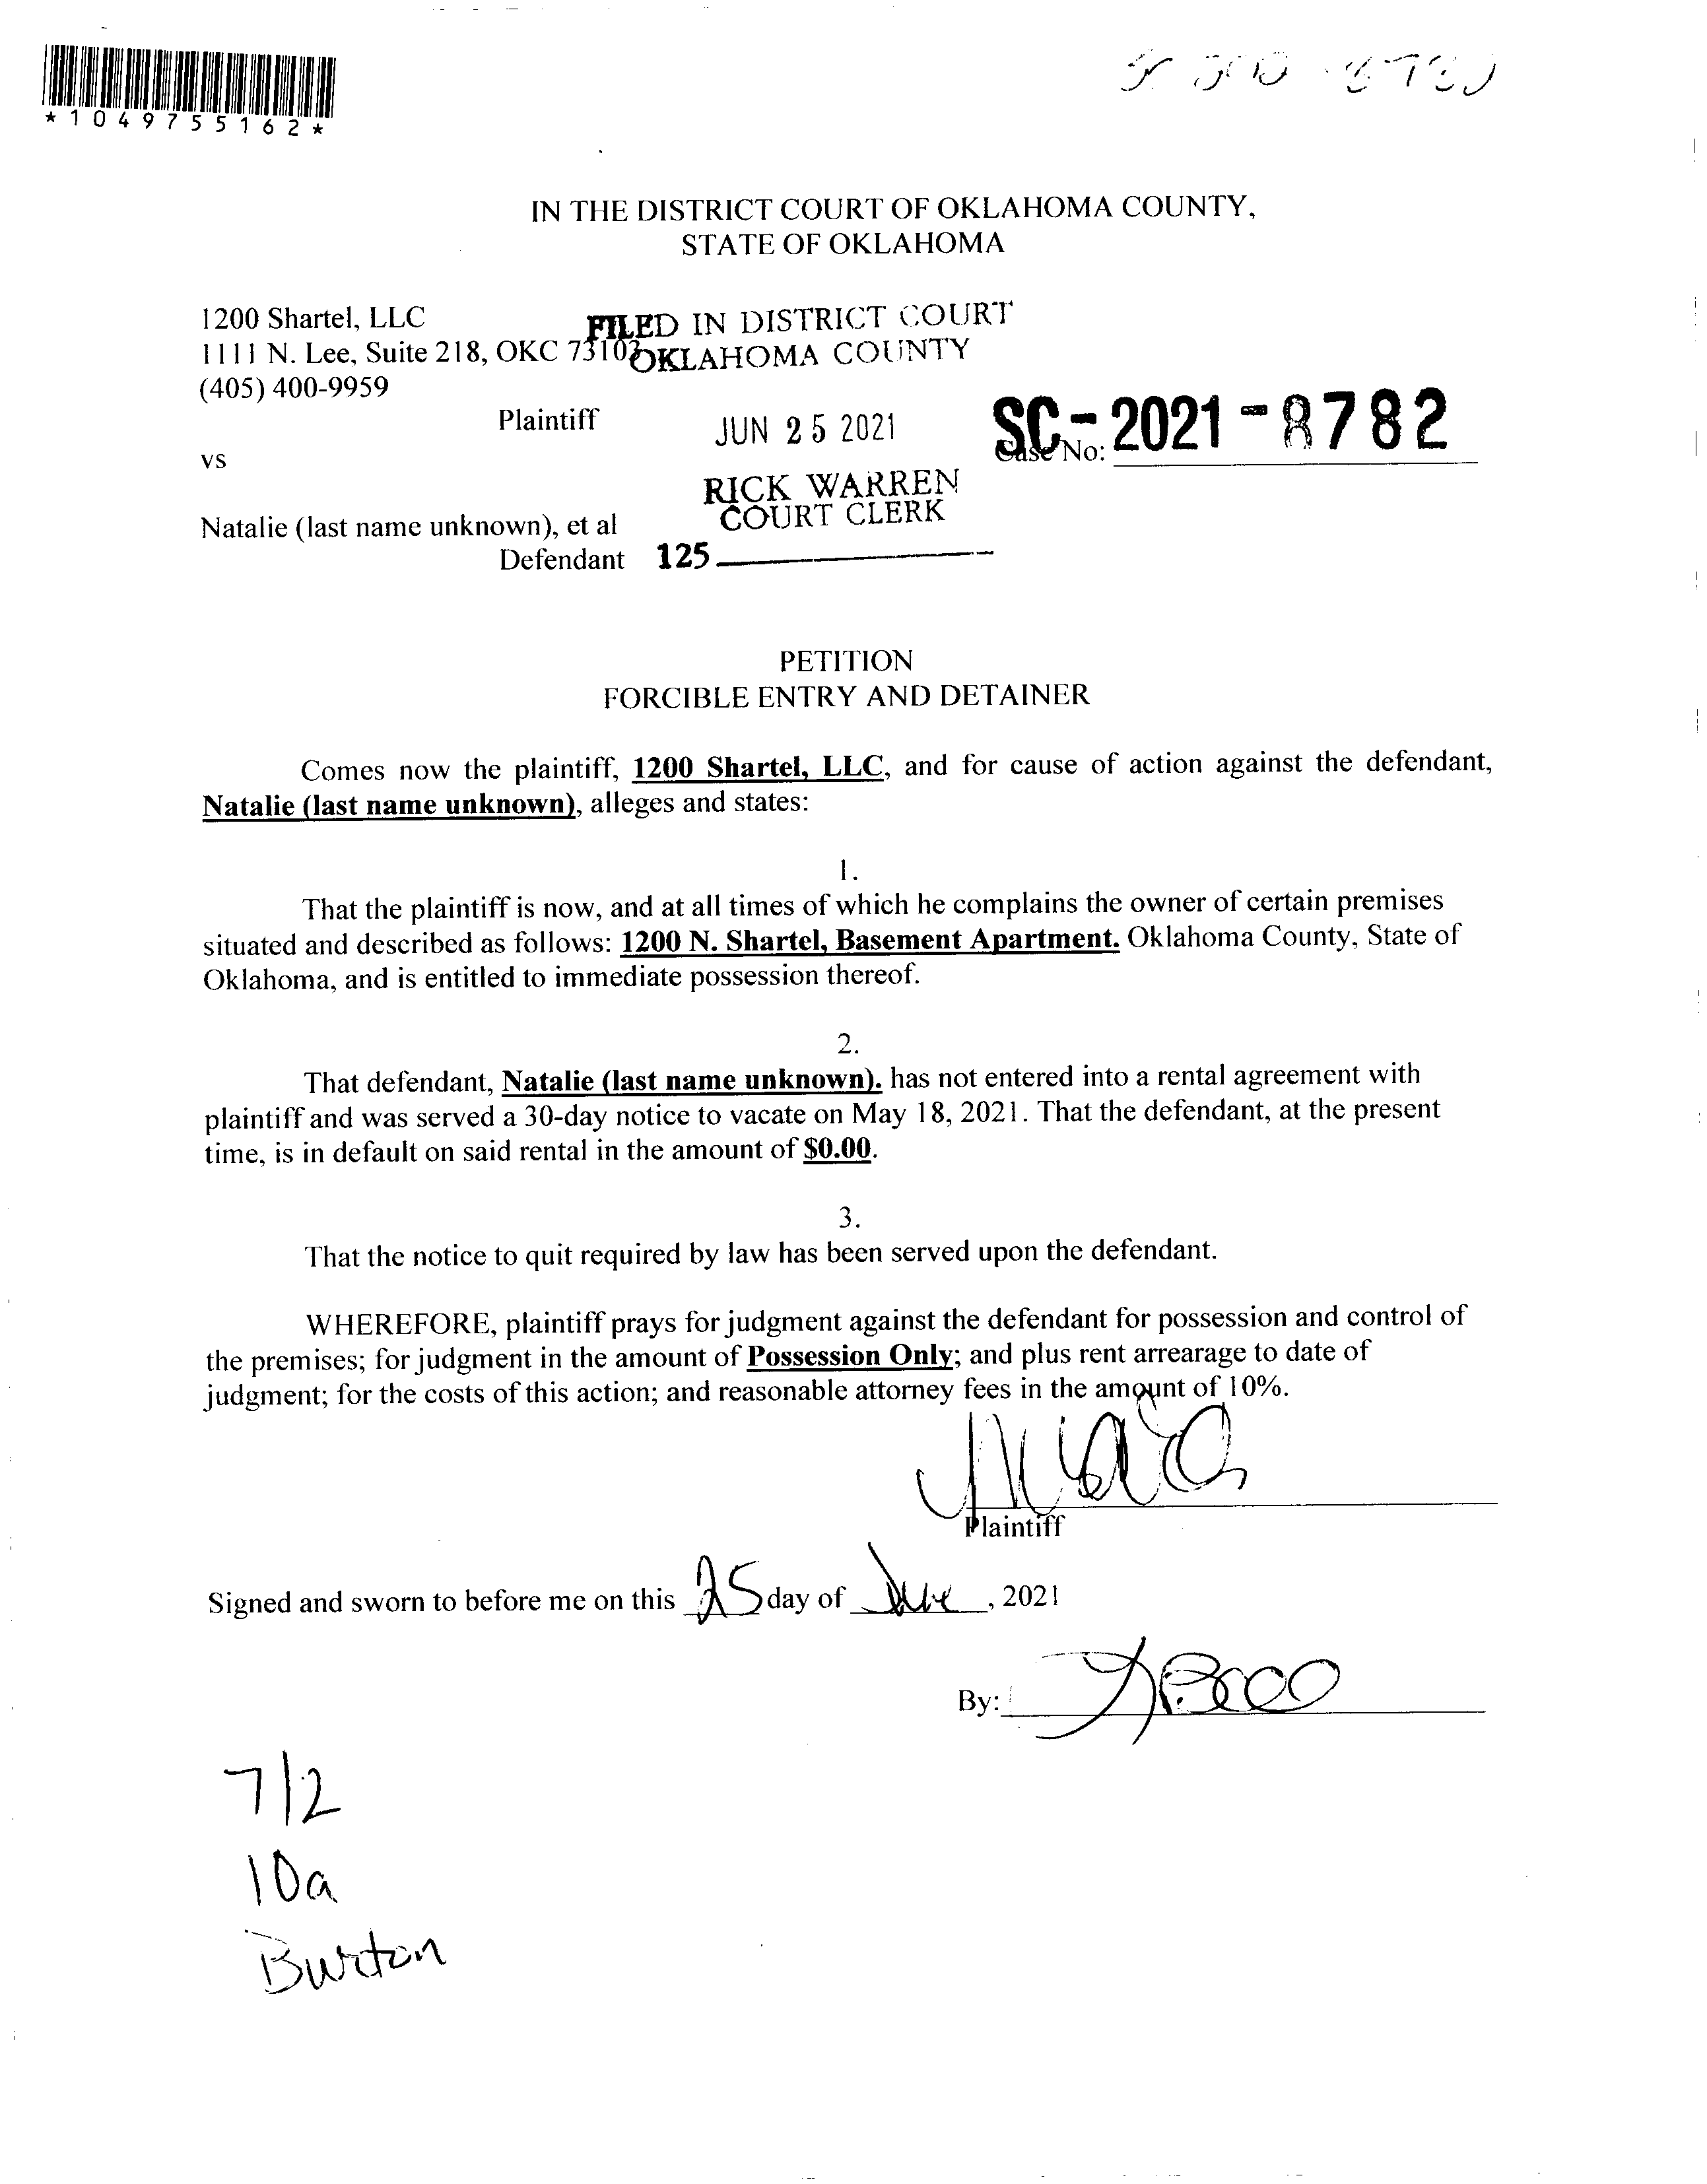 *1049755162*
IN THE DISTRICT COURT OF OKLAHOMA COUNTY,
STATE OF OKLAHOMA
1200 Shartel, LLC
1111 N. Lee, Suite 218, OKC 73103
(405) 400-9959
Plaintiff
vs
Natalie (last name unknown), et al
Defendant
FILED IN DISTRICT COURT
OKLAHOMA COUNTY
JUN 25 2021
RICK WARREN
COURT CLERK
125
SC-2021-8782
Case No:
PETITION
FORCIBLE ENTRY AND DETAINER
Comes now the plaintiff, 1200 Shartel, LLC, and for cause of action against the defendant,
Natalie (last name unknown), alleges and states:
1.
That the plaintiff is now, and at all times of which he complains the owner of certain premises
situated and described as follows: 1200 N. Shartel, Basement Apartment. Oklahoma County, State of
Oklahoma, and is entitled to immediate possession thereof.
2.
That defendant, Natalie (last name unknown). has not entered into a rental agreement with
plaintiff and was served a 30-day notice to vacate on May 18, 2021. That the defendant, at the present
time, is in default on said rental in the amount of $0.00.
3.
That the notice to quit required by law has been served upon the defendant.
WHEREFORE, plaintiff prays for judgment against the defendant for possession and control of
the premises; for judgment in the amount of Possession Only; and plus rent arrearage to date of
judgment; for the costs of this action; and reasonable attorney fees in the amount of 10%.
Plaintiff
Signed and sworn to before me on this 25 day of June, 2021
By:
7/2
10a
Burton